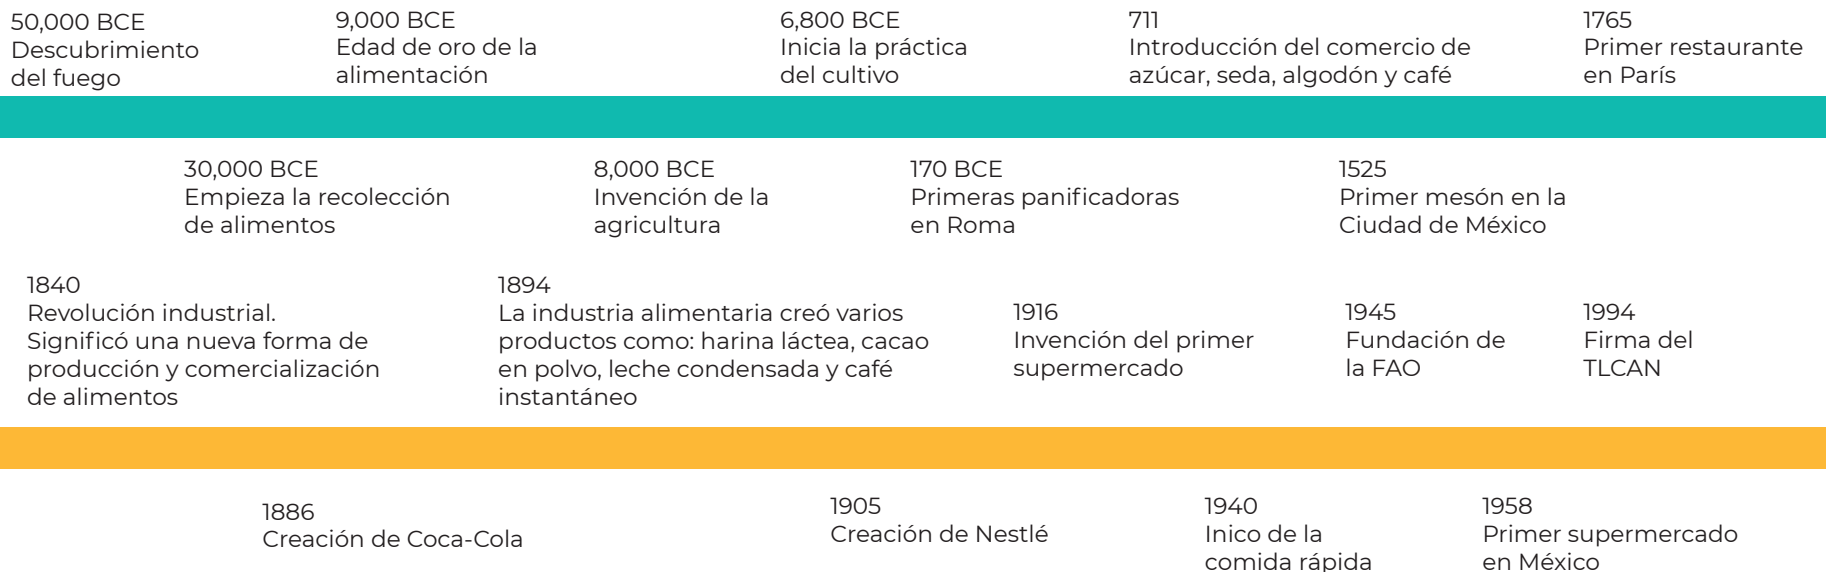 50,000 BCE
Descubrimiento
del fuego
9,000 BCE
Edad de oro de la
alimentación
6,800 BCE
Inicia la práctica
del cultivo
711
Introducción del comercio de
azúcar, seda, algodón y café
1765
Primer restaurante
en París
30,000 BCE
Empieza la recolección
de alimentos
8,000 BCE
Invención de la
agricultura
170 BCE
Primeras panificadoras
en Roma
1525
Primer mesón en la
Ciudad de México
1840
Revolución industrial.
Significó una nueva forma de
producción y comercialización
de alimentos
1894
La industria alimentaria creó varios
productos como: harina láctea, cacao
en polvo, leche condensada y café
instantáneo
1916
Invención del primer
supermercado
1945
Fundación de
la FAO
1994
Firma del
TLCAN
1886
Creación de Coca-Cola
1905
Creación de Nestlé
1940
Inico de la
comida rápida
1958
Primer supermercado
en México